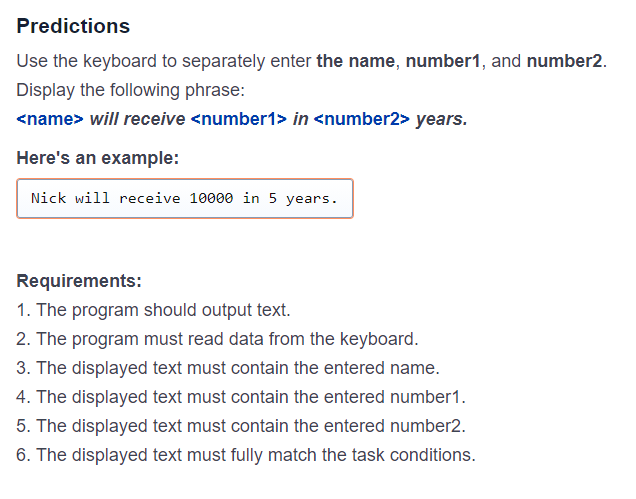 Predictions
Use the keyboard to separately enter the name, number1, and number2.
Display the following phrase:
<name> will receive <number1> in <number2> years.
Here's an example:
Nick will receive 10000 in 5 years.
Requirements:
1. The program should output text.
2. The program must read data from the keyboard.
3. The displayed text must contain the entered name.
4. The displayed text must contain the entered number1.
5. The displayed text must contain the entered number2.
6. The displayed text must fully match the task conditions.